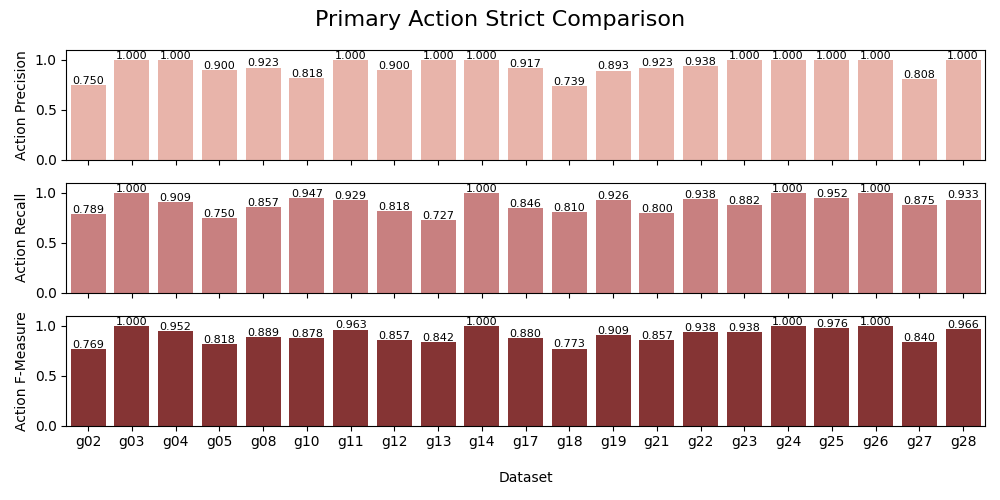 Primary Action Strict Comparison
Action Precision
1.0
0.5
0.0
0.750 1.000 1.000 0.900 0.923 0.818 1.000 0.900 1.000 1.000 0.917 0.739 0.893 0.923 0.938 1.000 1.000 1.000 1.000 0.808 1.000
Action Recall
1.0
0.5
0.0
0.789 1.000 0.909 0.750 0.857 0.947 0.929 0.818 0.727 1.000 0.846 0.810 0.926 0.800 0.938 0.882 1.000 0.952 1.000 0.875 0.933
Action F-Measure
1.0
0.5
0.0
0.769 1.000 0.952 0.818 0.889 0.878 0.963 0.857 0.842 1.000 0.880 0.773 0.909 0.857 0.938 0.938 1.000 0.976 1.000 0.840 0.966
g02 g03 g04 g05 g08 g10 g11 g12 g13 g14 g17 g18 g19 g21 g22 g23 g24 g25 g26 g27 g28
Dataset